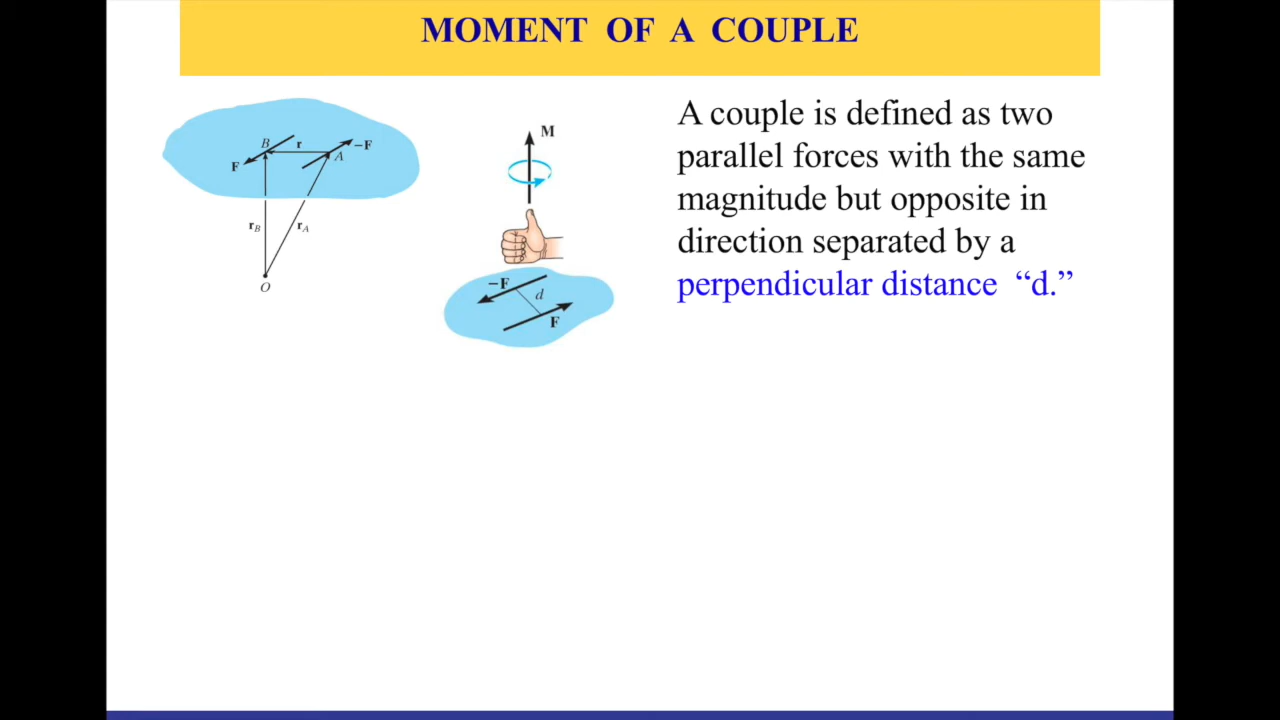 MOMENT OF A COUPLE
B
r
A
–F
F
r_B
r_A
O
M
–F
d
F
A couple is defined as two
parallel forces with the same
magnitude but opposite in
direction separated by a
perpendicular distance “d.”